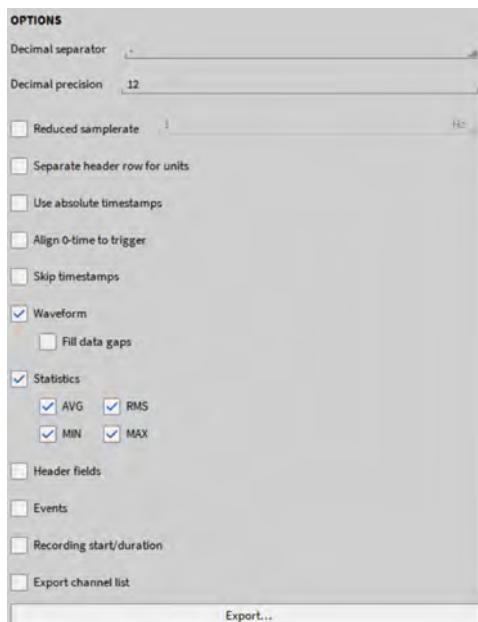 OPTIONS
Decimal separator .
Decimal precision 12
Reduced samplerate 1 Hz
Separate header row for units
Use absolute timestamps
Align 0-time to trigger
Skip timestamps
Waveform
Fill data gaps
Statistics
AVG RMS
MIN MAX
Header fields
Events
Recording start/duration
Export channel list
Export...